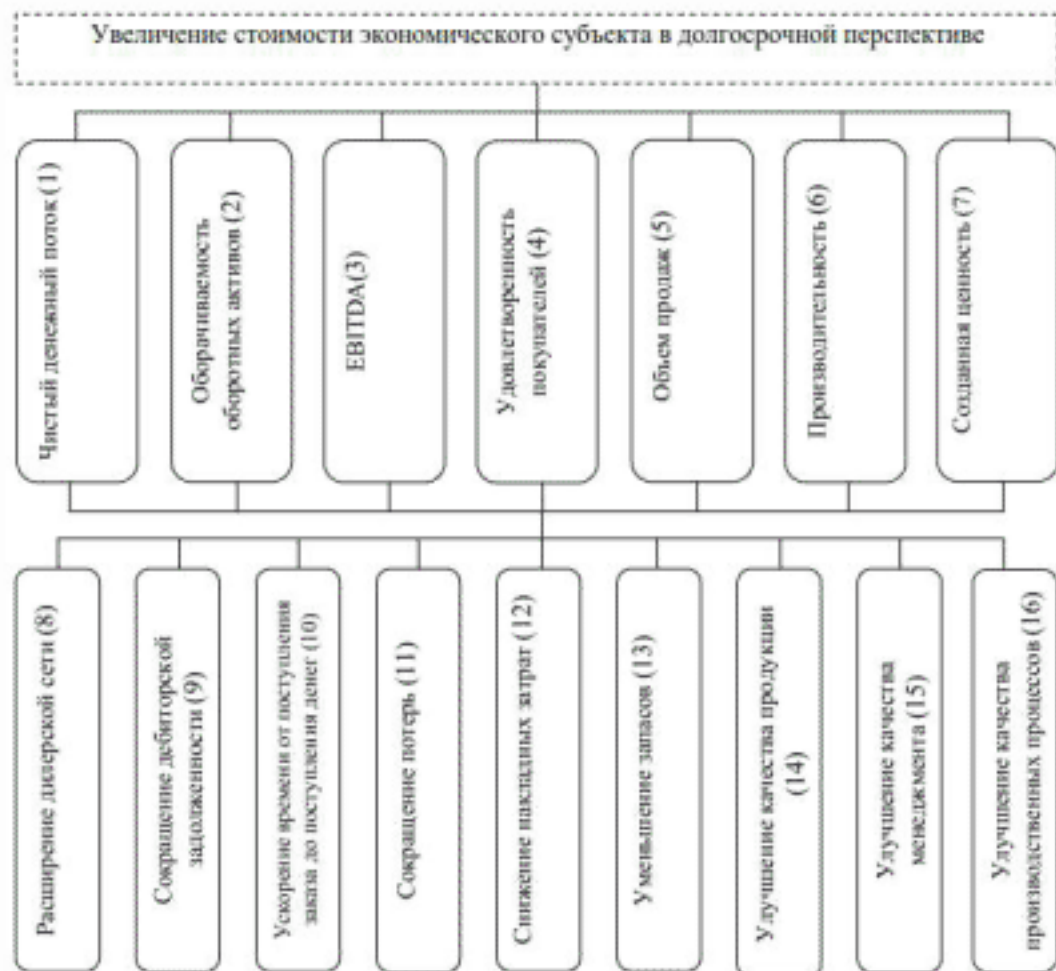 Увеличение стоимости экономического субъекта в долгосрочной перспективе
Чистый денежный поток (1)
Оборачиваемость
оборотных активов (2)
EBITDA(3)
Удовлетворенность
покупателей (4)
Объем продаж (5)
Производительность (6)
Созданная ценность (7)
Расширение дилерской сети (8)
Сокращение дебиторской
задолженности (9)
Ускорение времени от поступления
заказа до поступления денег (10)
Сокращение потерь (11)
Снижение накладных затрат (12)
Уменьшение запасов (13)
Улучшение качества продукции
(14)
Улучшение качества
менеджмента (15)
Улучшение качества
производственных процессов (16)